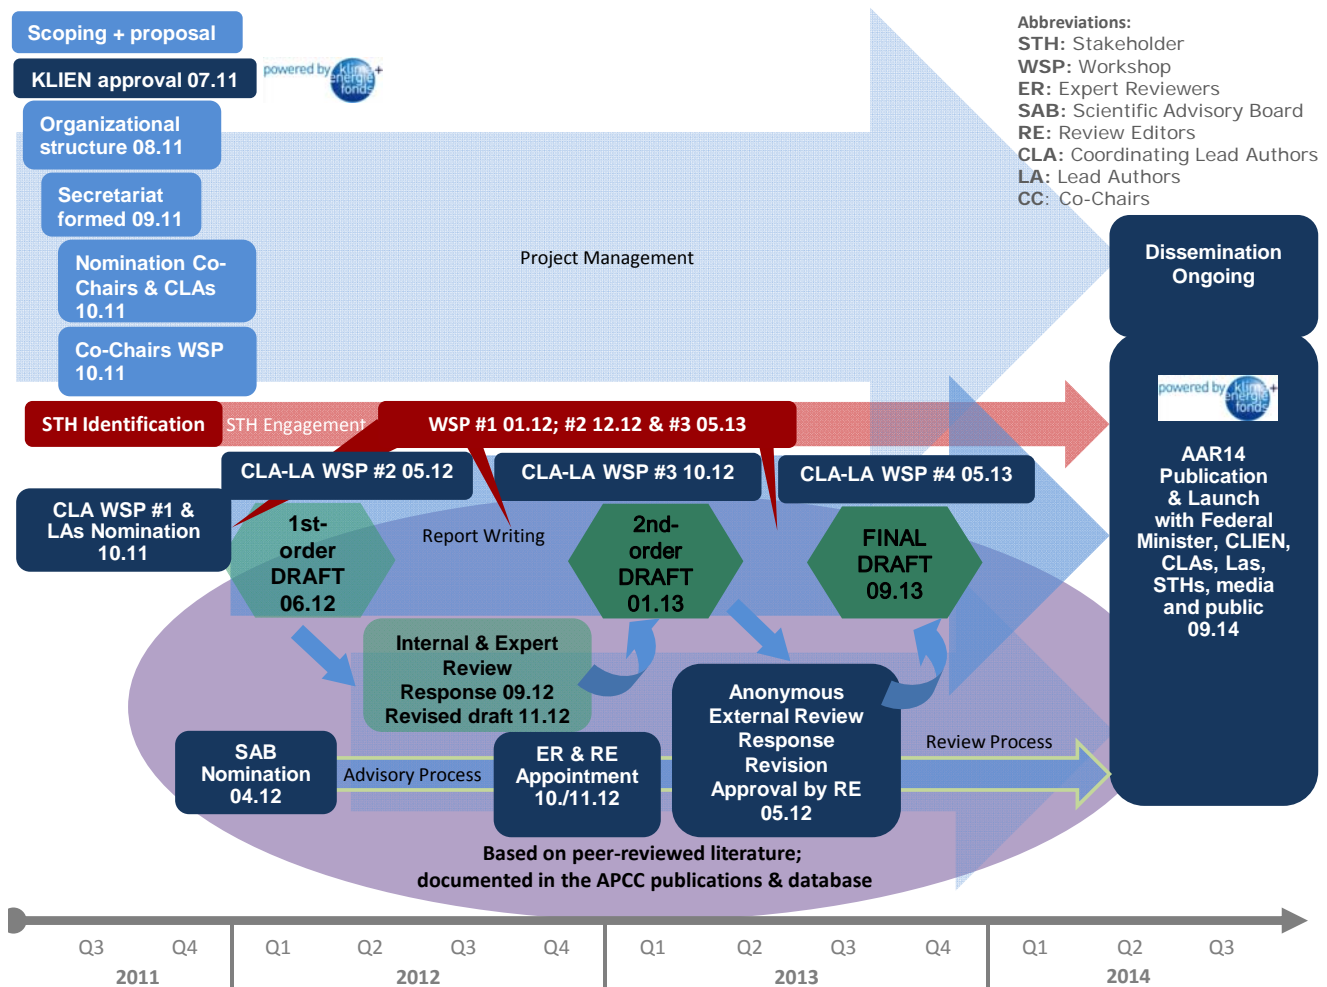 Scoping + proposal
KLIEN approval 07.11
powered by klima+
energie
fonds
Organizational
structure 08.11
Secretariat
formed 09.11
Nomination Co-
Chairs & CLAs
10.11
Co-Chairs WSP
10.11
Project Management
Abbreviations:
STH: Stakeholder
WSP: Workshop
ER: Expert Reviewers
SAB: Scientific Advisory Board
RE: Review Editors
CLA: Coordinating Lead Authors
LA: Lead Authors
CC: Co-Chairs
Dissemination
Ongoing
STH Identification
STH Engagement
WSP #1 01.12; #2 12.12 & #3 05.13
CLA WSP #1 &
LAs Nomination
10.11
CLA-LA WSP #2 05.12
CLA-LA WSP #3 10.12
CLA-LA WSP #4 05.13
1st-
order
DRAFT
06.12
Report Writing
2nd-
order
DRAFT
01.13
FINAL
DRAFT
09.13
powered by klima+
energie
fonds
AAR14
Publication
& Launch
with Federal
Minister, CLIEN,
CLAs, Las,
STHs, media
and public
09.14
Internal & Expert
Review
Response 09.12
Revised draft 11.12
Anonymous
External Review
Response
Revision
Approval by RE
05.12
SAB
Nomination
04.12
Advisory Process
ER & RE
Appointment
10./11.12
Review Process
Based on peer-reviewed literature;
documented in the APCC publications & database
Q3 Q4 Q1 Q2 Q3 Q4 Q1 Q2 Q3 Q4 Q1 Q2 Q3
2011 2012 2013 2014